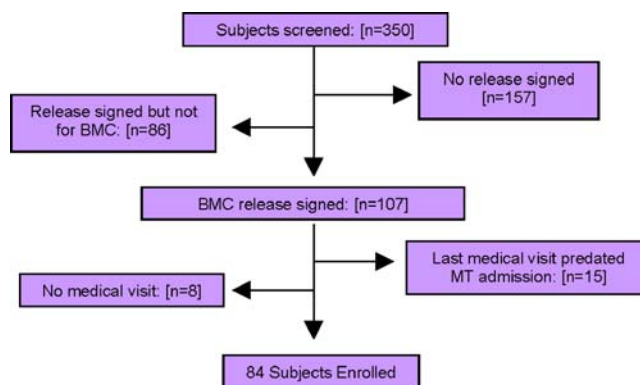 Subjects screened: [n=350]
No release signed
[n=157]
Release signed but not
for BMC: [n=86]
BMC release signed: [n=107]
Last medical visit predated
MT admission: [n=15]
No medical visit: [n=8]
84 Subjects Enrolled